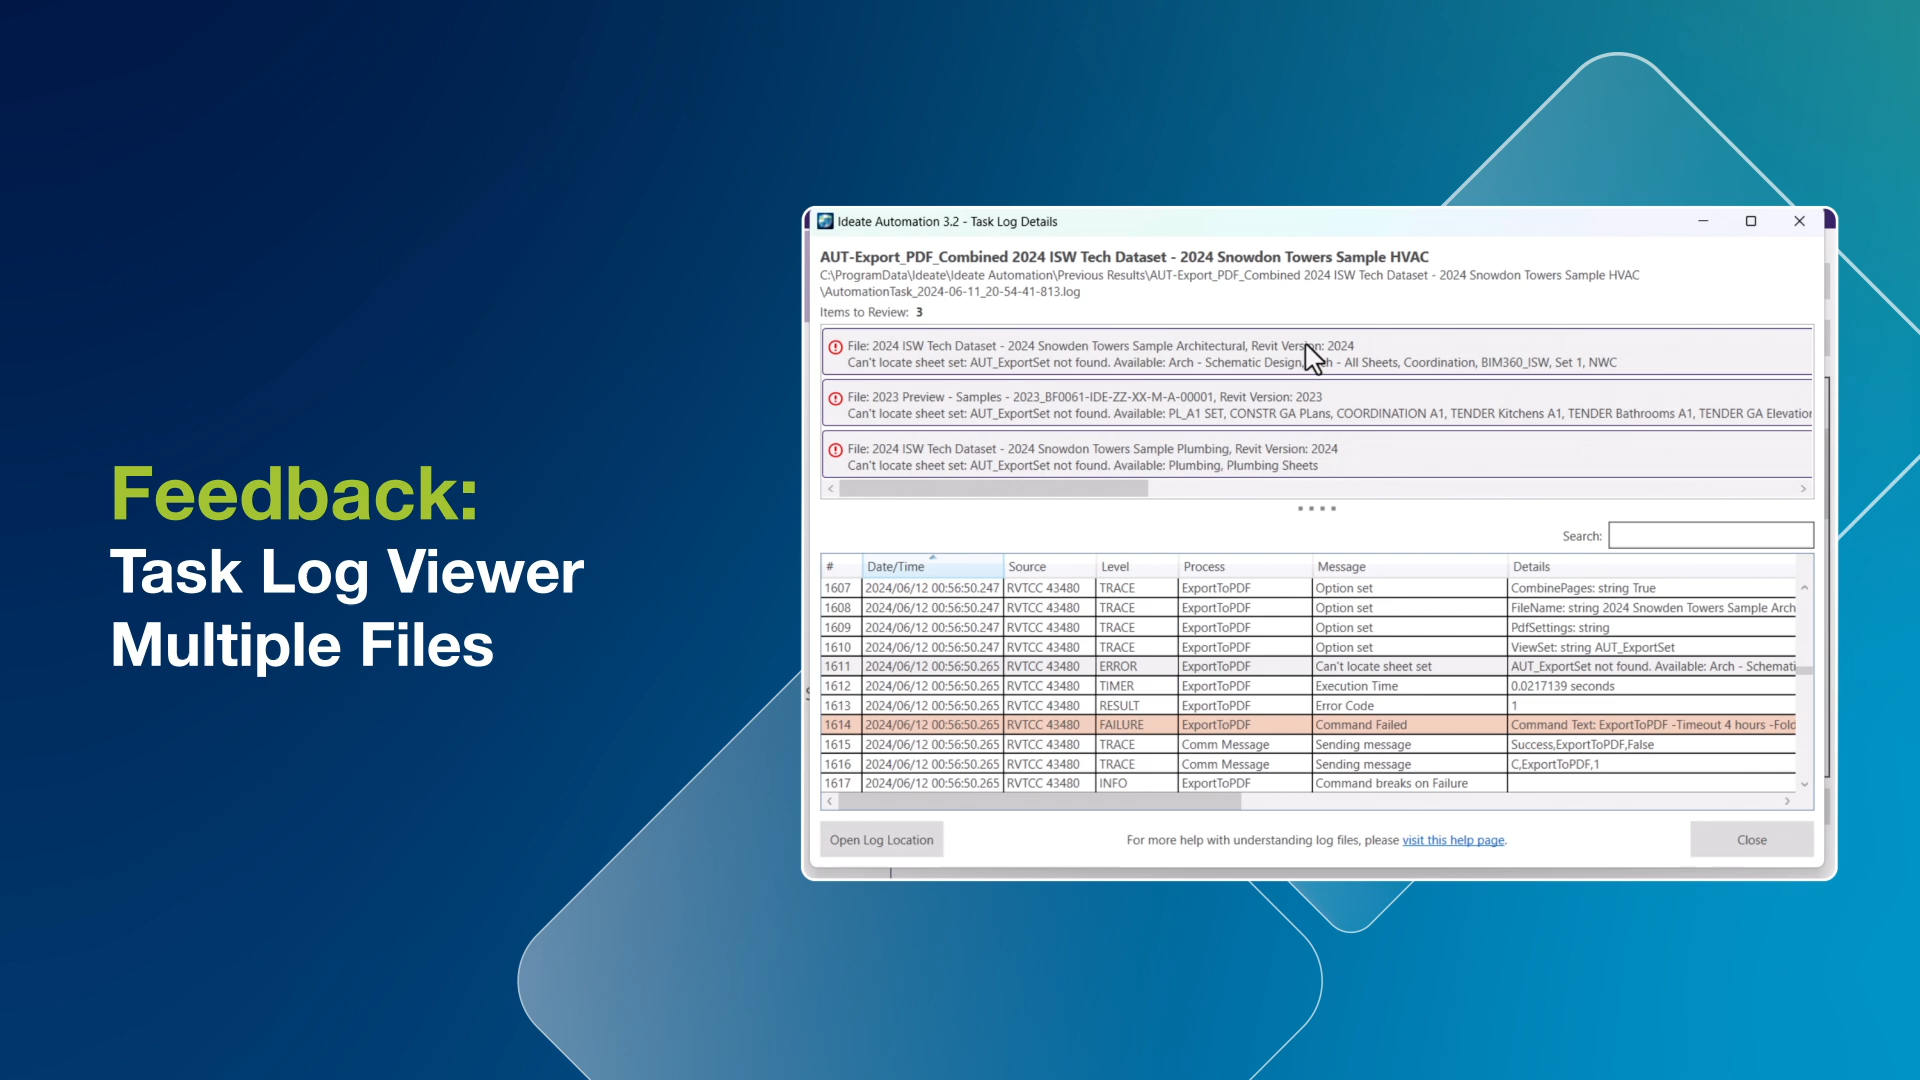 Feedback:
Task Log Viewer
Multiple Files
Ideate Automation 3.2 - Task Log Details
AUT-Export_PDF_Combined 2024 ISW Tech Dataset - 2024 Snowdon Towers Sample HVAC
C:\ProgramData\Ideate\Ideate Automation\Previous Results\AUT-Export_PDF_Combined 2024 ISW Tech Dataset - 2024 Snowdon Towers Sample HVAC
\AutomationTask_2024-06-11_20-54-41-813.log
Items to Review: 3
File: 2024 ISW Tech Dataset - 2024 Snowden Towers Sample Architectural, Revit Version: 2024
Can't locate sheet set: AUT_ExportSet not found. Available: Arch - Schematic Design, - All Sheets, Coordination, BIM360_ISW, Set 1, NWC
File: 2023 Preview - Samples - 2023_BF0061-IDE-ZZ-XX-M-A-00001, Revit Version: 2023
Can't locate sheet set: AUT_ExportSet not found. Available: PL_A1 SET, CONSTR GA PLans, COORDINATION A1, TENDER Kitchens A1, TENDER Bathrooms A1, TENDER GA Elevation
File: 2024 ISW Tech Dataset - 2024 Snowdon Towers Sample Plumbing, Revit Version: 2024
Can't locate sheet set: AUT_ExportSet not found. Available: Plumbing, Plumbing Sheets
Search:
# Date/Time Source Level Process Message Details
1607 2024/06/12 00:56:50.247 RVTCC 43480 TRACE ExportToPDF Option set CombinePages: string True
1608 2024/06/12 00:56:50.247 RVTCC 43480 TRACE ExportToPDF Option set FileName: string 2024 Snowden Towers Sample Arch
1609 2024/06/12 00:56:50.247 RVTCC 43480 TRACE ExportToPDF Option set PdfSettings: string
1610 2024/06/12 00:56:50.247 RVTCC 43480 TRACE ExportToPDF Option set ViewSet: string AUT_ExportSet
1611 2024/06/12 00:56:50.265 RVTCC 43480 ERROR ExportToPDF Can't locate sheet set AUT_ExportSet not found. Available: Arch - Schemati
1612 2024/06/12 00:56:50.265 RVTCC 43480 TIMER ExportToPDF Execution Time 0.0217139 seconds
1613 2024/06/12 00:56:50.265 RVTCC 43480 RESULT ExportToPDF Error Code 1
1614 2024/06/12 00:56:50.265 RVTCC 43480 FAILURE ExportToPDF Command Failed Command Text: ExportToPDF -Timeout 4 hours -Fold
1615 2024/06/12 00:56:50.265 RVTCC 43480 TRACE Comm Message Sending message Success,ExportToPDF,False
1616 2024/06/12 00:56:50.265 RVTCC 43480 TRACE Comm Message Sending message C,ExportToPDF,1
1617 2024/06/12 00:56:50.265 RVTCC 43480 INFO ExportToPDF Command breaks on Failure
Open Log Location
For more help with understanding log files, please visit this help page.
Close